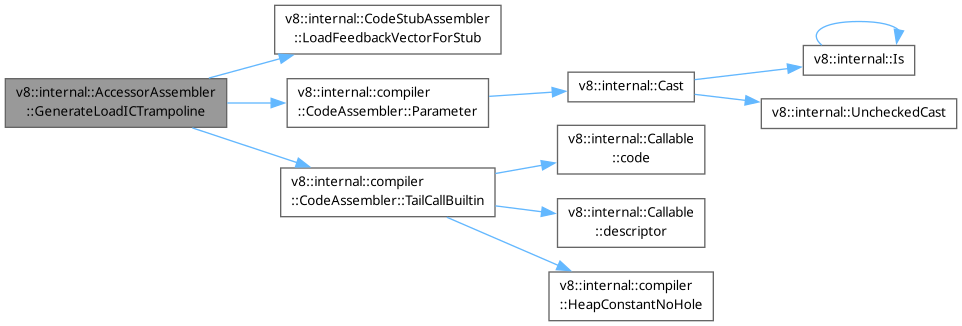 v8::internal::AccessorAssembler
::GenerateLoadICTrampoline
v8::internal::CodeStubAssembler
::LoadFeedbackVectorForStub
v8::internal::compiler
::CodeAssembler::Parameter
v8::internal::compiler
::CodeAssembler::TailCallBuiltin
v8::internal::Cast
v8::internal::Is
v8::internal::UncheckedCast
v8::internal::Callable
::code
v8::internal::Callable
::descriptor
v8::internal::compiler
::HeapConstantNoHole